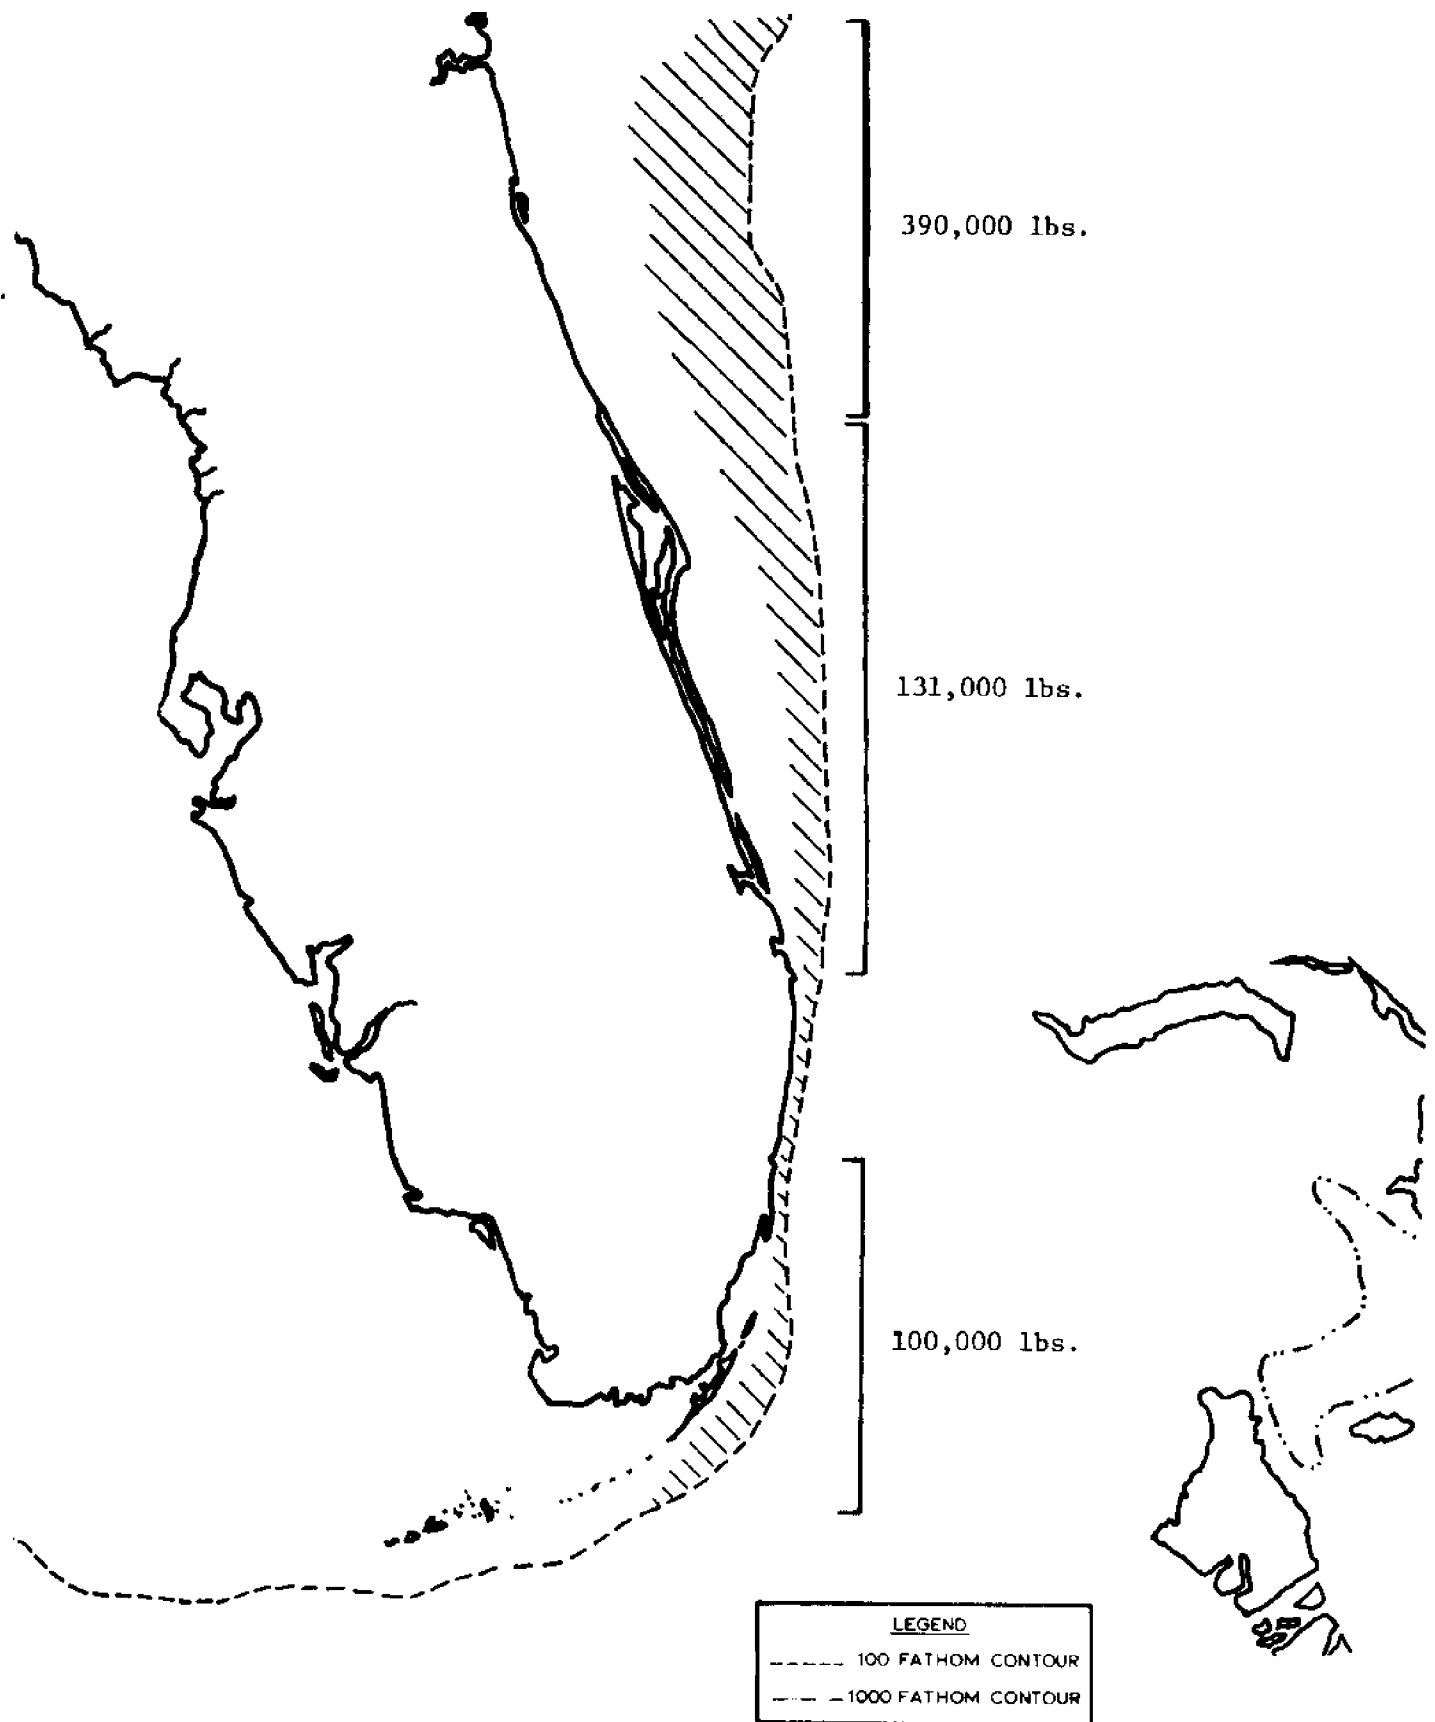 390,000 lbs.
131,000 lbs.
100,000 lbs.
LEGEND
100 FATHOM CONTOUR
1000 FATHOM CONTOUR